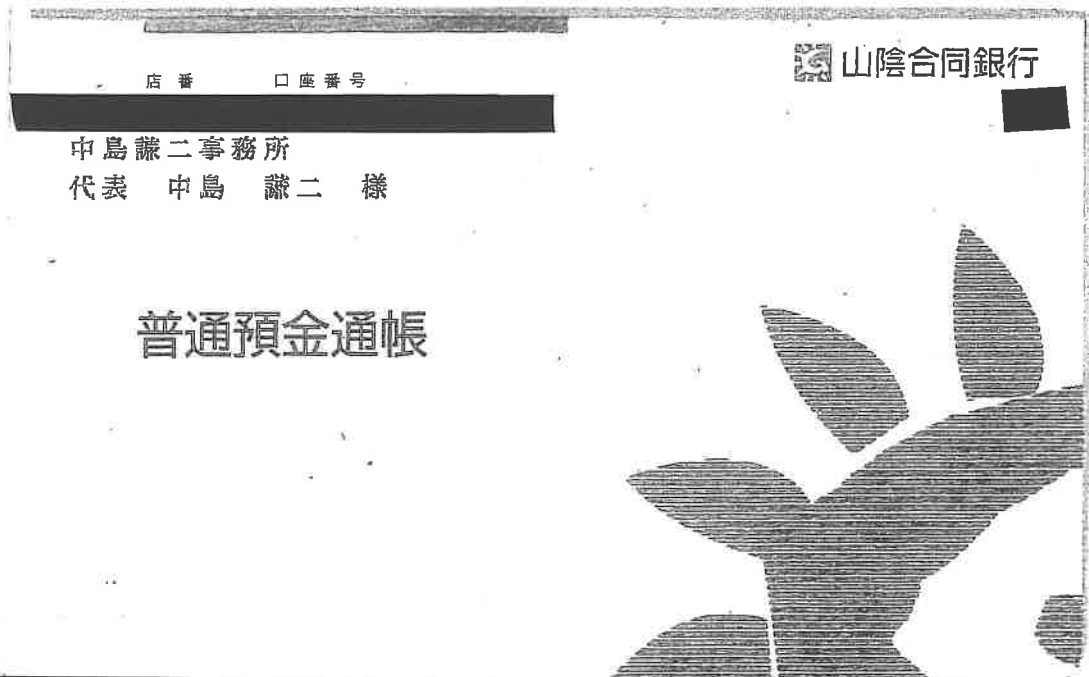 山陰合同銀行
店番 口座番号
中島謙二事務所
代表 中島 謙二 様
普通預金通帳